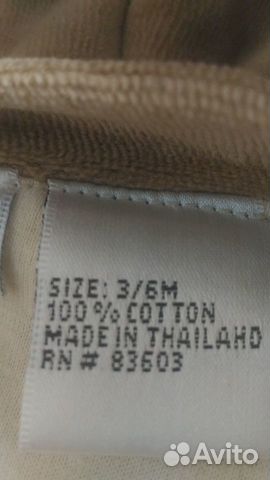 SIZE: 3/6M
100% COTTON
MADE IN THAILAND
RN # 83603
Avito